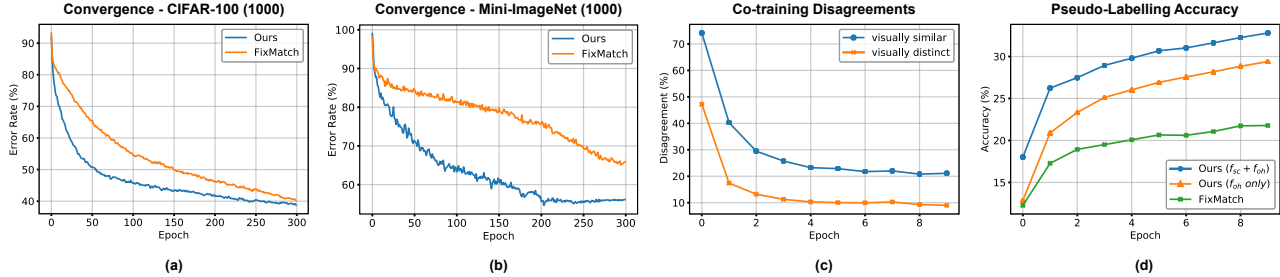 Convergence - CIFAR-100 (1000)
Error Rate (%)
90
80
70
60
50
40
0 50 100 150 200 250 300
Epoch
Ours
FixMatch
(a)
Convergence - Mini-ImageNet (1000)
Error Rate (%)
100
90
80
70
60
0 50 100 150 200 250 300
Epoch
Ours
FixMatch
(b)
Co-training Disagreements
Disagreement (%)
70
60
50
40
30
20
10
0 2 4 6 8
Epoch
visually similar
visually distinct
(c)
Pseudo-Labelling Accuracy
Accuracy (%)
30
25
20
15
0 2 4 6 8
Epoch
Ours (f_sc + f_oh)
Ours (f_oh only)
FixMatch
(d)